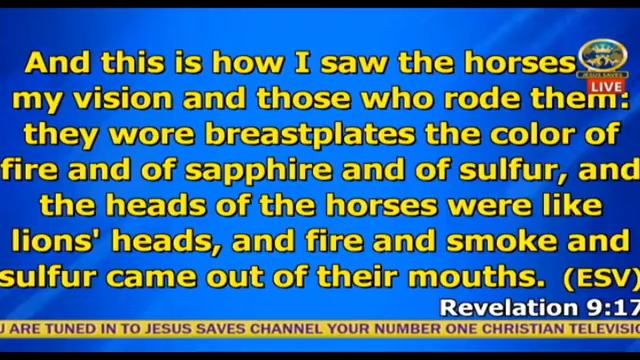 And this is how I saw the horses
my vision and those who rode them:
they wore breastplates the color of
fire and of sapphire and of sulfur, and
the heads of the horses were like
lions' heads, and fire and smoke and
sulfur came out of their mouths. (ESV)
Revelation 9:17
U ARE TUNED IN TO JESUS SAVES CHANNEL YOUR NUMBER ONE CHRISTIAN TELEVISIO
JESUS SAVES
LIVE